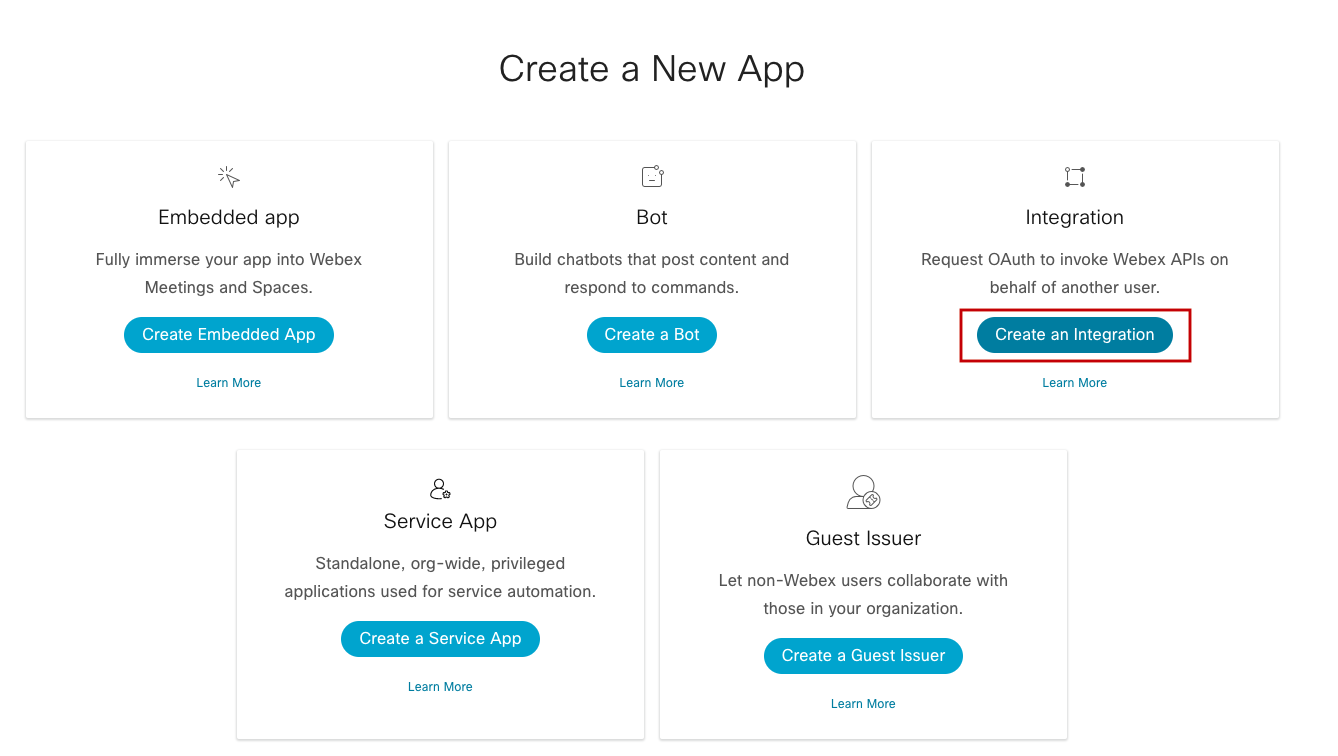 Create a New App
Embedded app
Fully immerse your app into Webex
Meetings and Spaces.
Create Embedded App
Learn More
Bot
Build chatbots that post content and
respond to commands.
Create a Bot
Learn More
Integration
Request OAuth to invoke Webex APIs on
behalf of another user.
Create an Integration
Learn More
Service App
Standalone, org-wide, privileged
applications used for service automation.
Create a Service App
Learn More
Guest Issuer
Let non-Webex users collaborate with
those in your organization.
Create a Guest Issuer
Learn More